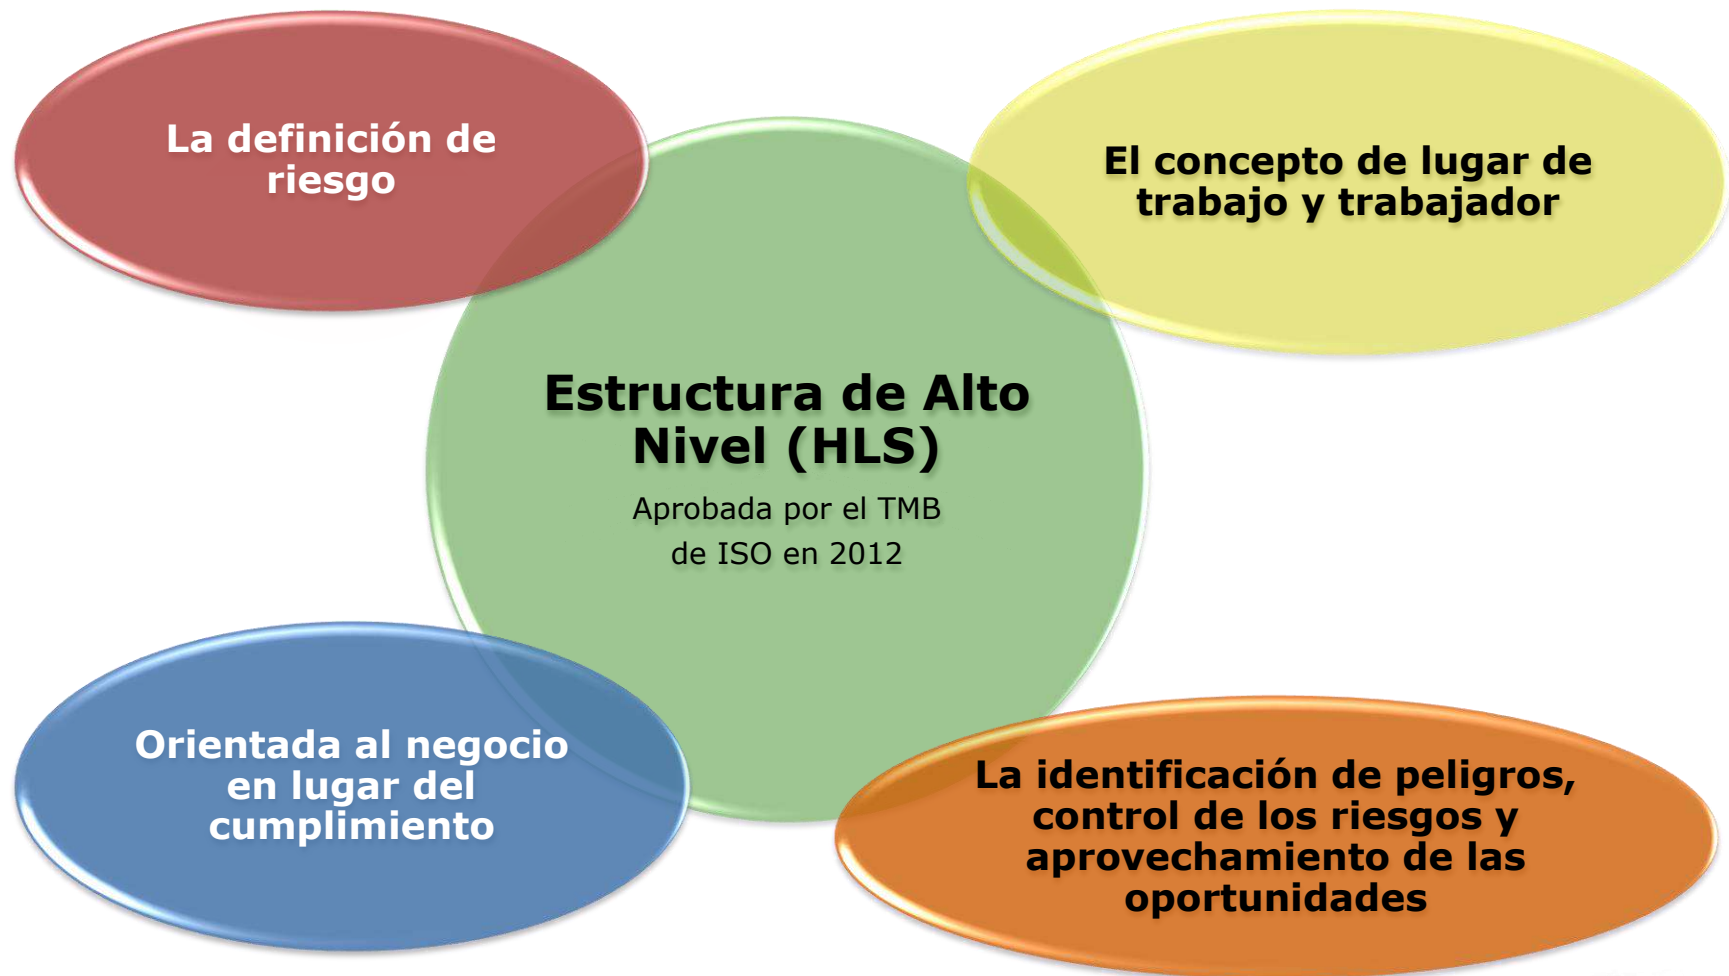 La definición de
riesgo
El concepto de lugar de
trabajo y trabajador
Estructura de Alto
Nivel (HLS)
Aprobada por el TMB
de ISO en 2012
Orientada al negocio
en lugar del
cumplimiento
La identificación de peligros,
control de los riesgos y
aprovechamiento de las
oportunidades